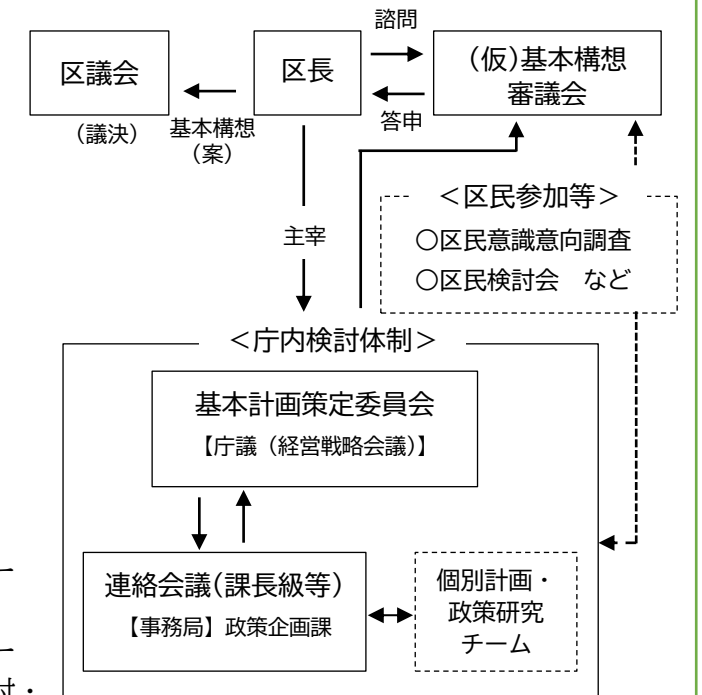 諮問
区議会
区長
(仮)基本構想
審議会
答申
(議決)
基本構想
(案)
主宰
＜区民参加等＞
○区民意識意向調査
○区民検討会　など
＜庁内検討体制＞
基本計画策定委員会
【庁議（経営戦略会議）】
連絡会議(課長級等)
【事務局】政策企画課
個別計画・
政策研究
チーム
ー
ー